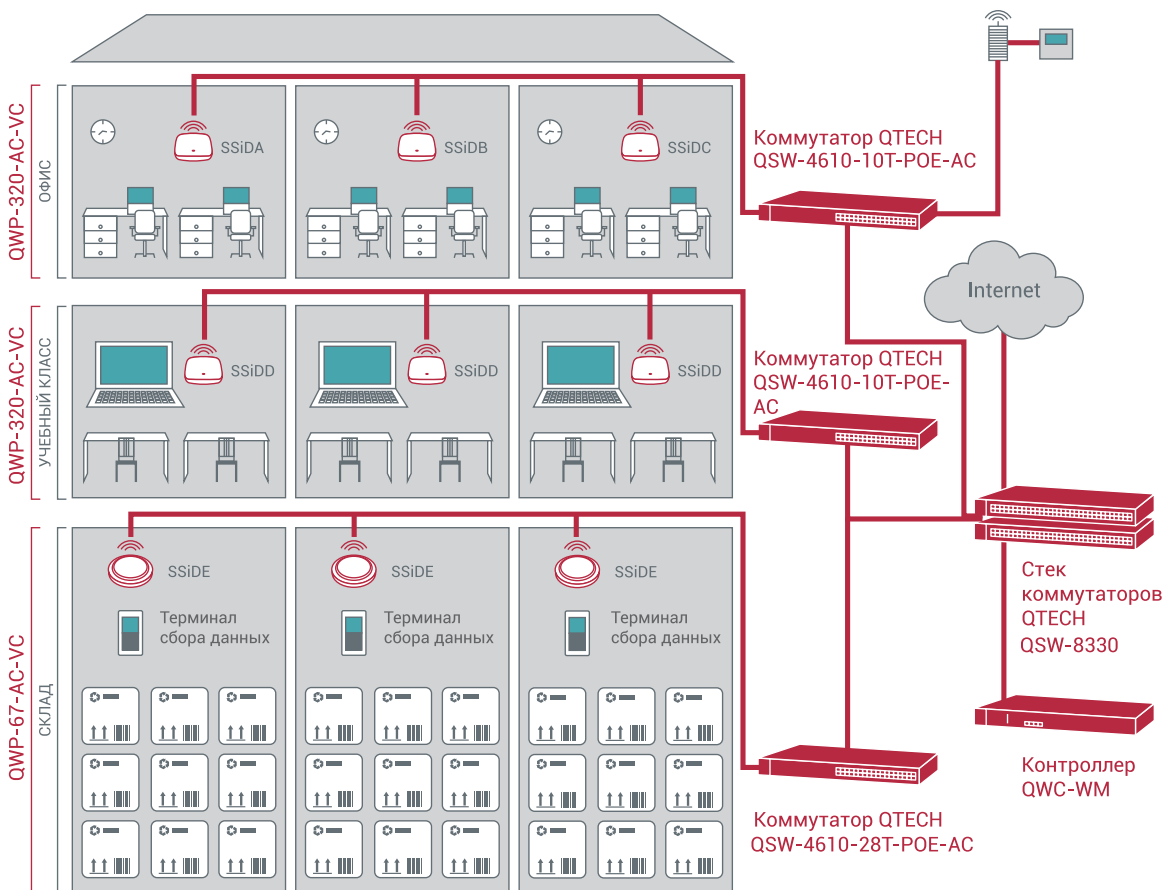 QWP-320-AC-VC
ОФИС
SSiDA
SSiDB
SSiDC
Коммутатор QTECH
QSW-4610-10T-POE-AC
Internet
QWP-320-AC-VC
УЧЕБНЫЙ КЛАСС
SSiDD
SSiDD
SSiDD
Коммутатор QTECH
QSW-4610-10T-POE-
AC
QWP-67-AC-VC
СКЛАД
SSiDE
SSiDE
SSiDE
Терминал
сбора данных
Терминал
сбора данных
Терминал
сбора данных
Стек
коммутаторов
QTECH
QSW-8330
Контроллер
QWC-WM
Коммутатор QTECH
QSW-4610-28T-POE-AC